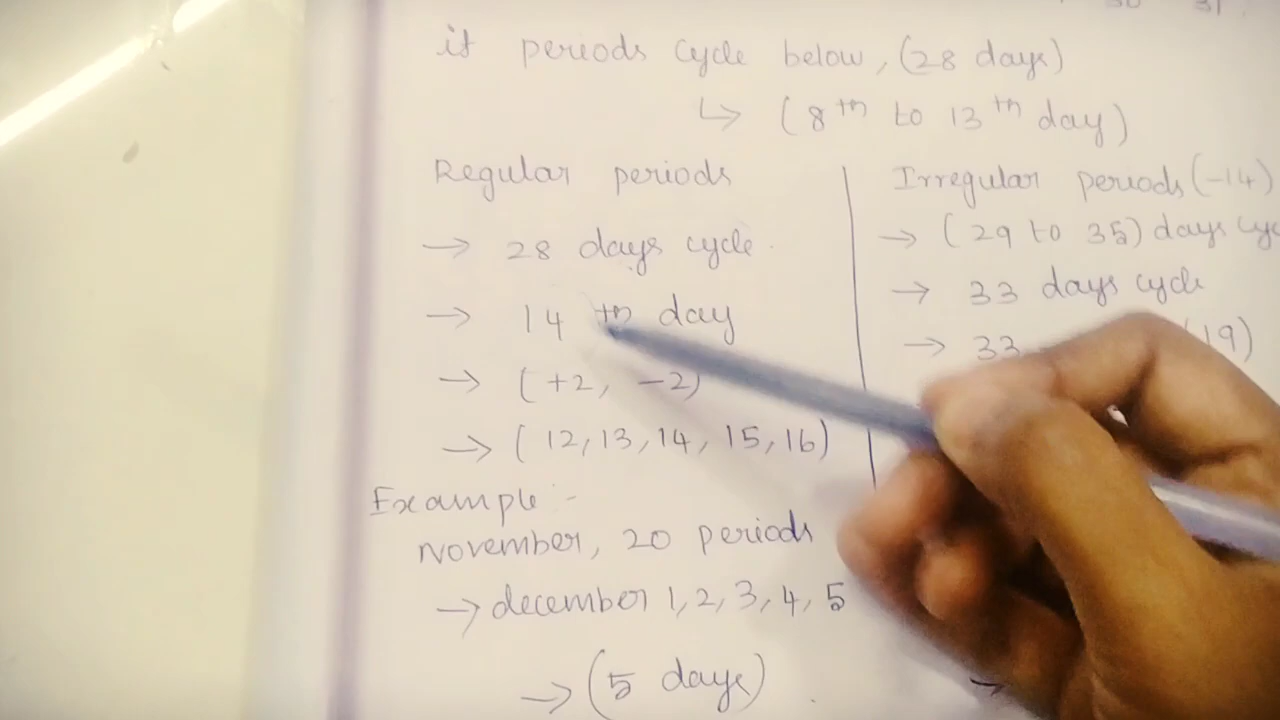 if periods cycle below, (28 days)
↳ (8th to 13th day)
Regular periods
→ 28 days cycle
→ 14th day
→ (+2, -2)
→ (12, 13, 14, 15, 16)
Example :-
November, 20 periods
→ december 1, 2, 3, 4, 5
→ (5 days)
Irregular periods (-14)
→ (29 to 35) days
→ 33 days cycle
→ 33 19)